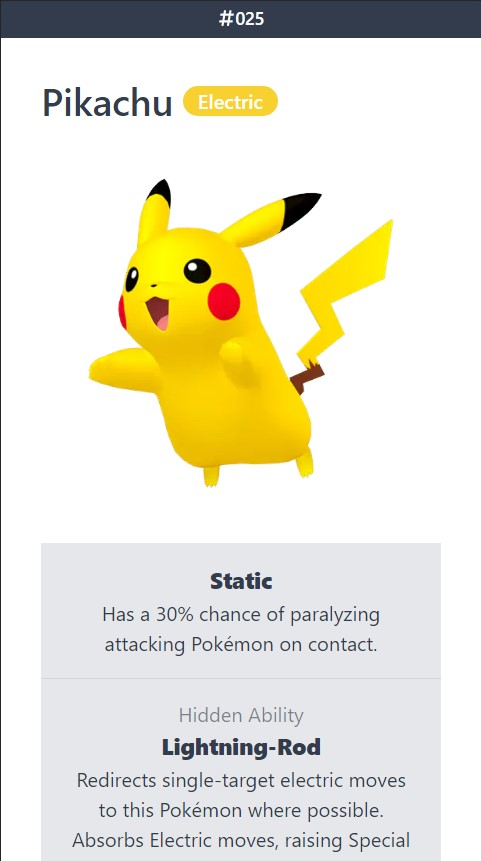 #025
Pikachu Electric
Static
Has a 30% chance of paralyzing
attacking Pokémon on contact.
Hidden Ability
Lightning-Rod
Redirects single-target electric moves
to this Pokémon where possible.
Absorbs Electric moves, raising Special